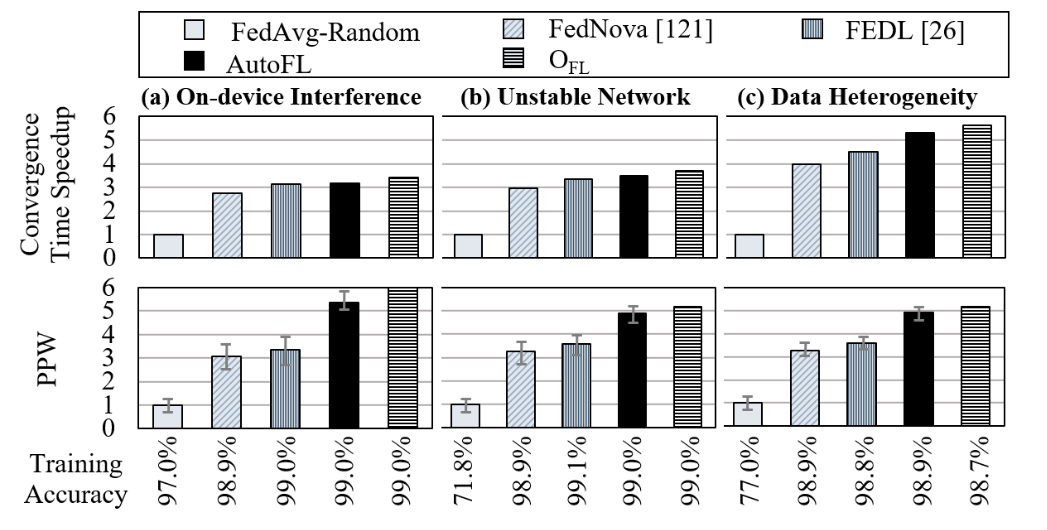 FedAvg-Random FedNova [121] FEDL [26]
AutoFL O_FL
(a) On-device Interference (b) Unstable Network (c) Data Heterogeneity
Convergence
Time Speedup
6
5
4
3
2
1
0
PPW
6
5
4
3
2
1
0
Training
Accuracy
97.0% 98.9% 99.0% 99.0% 99.0% 71.8% 98.9% 99.1% 99.0% 99.0% 77.0% 98.9% 98.8% 98.9% 98.7%